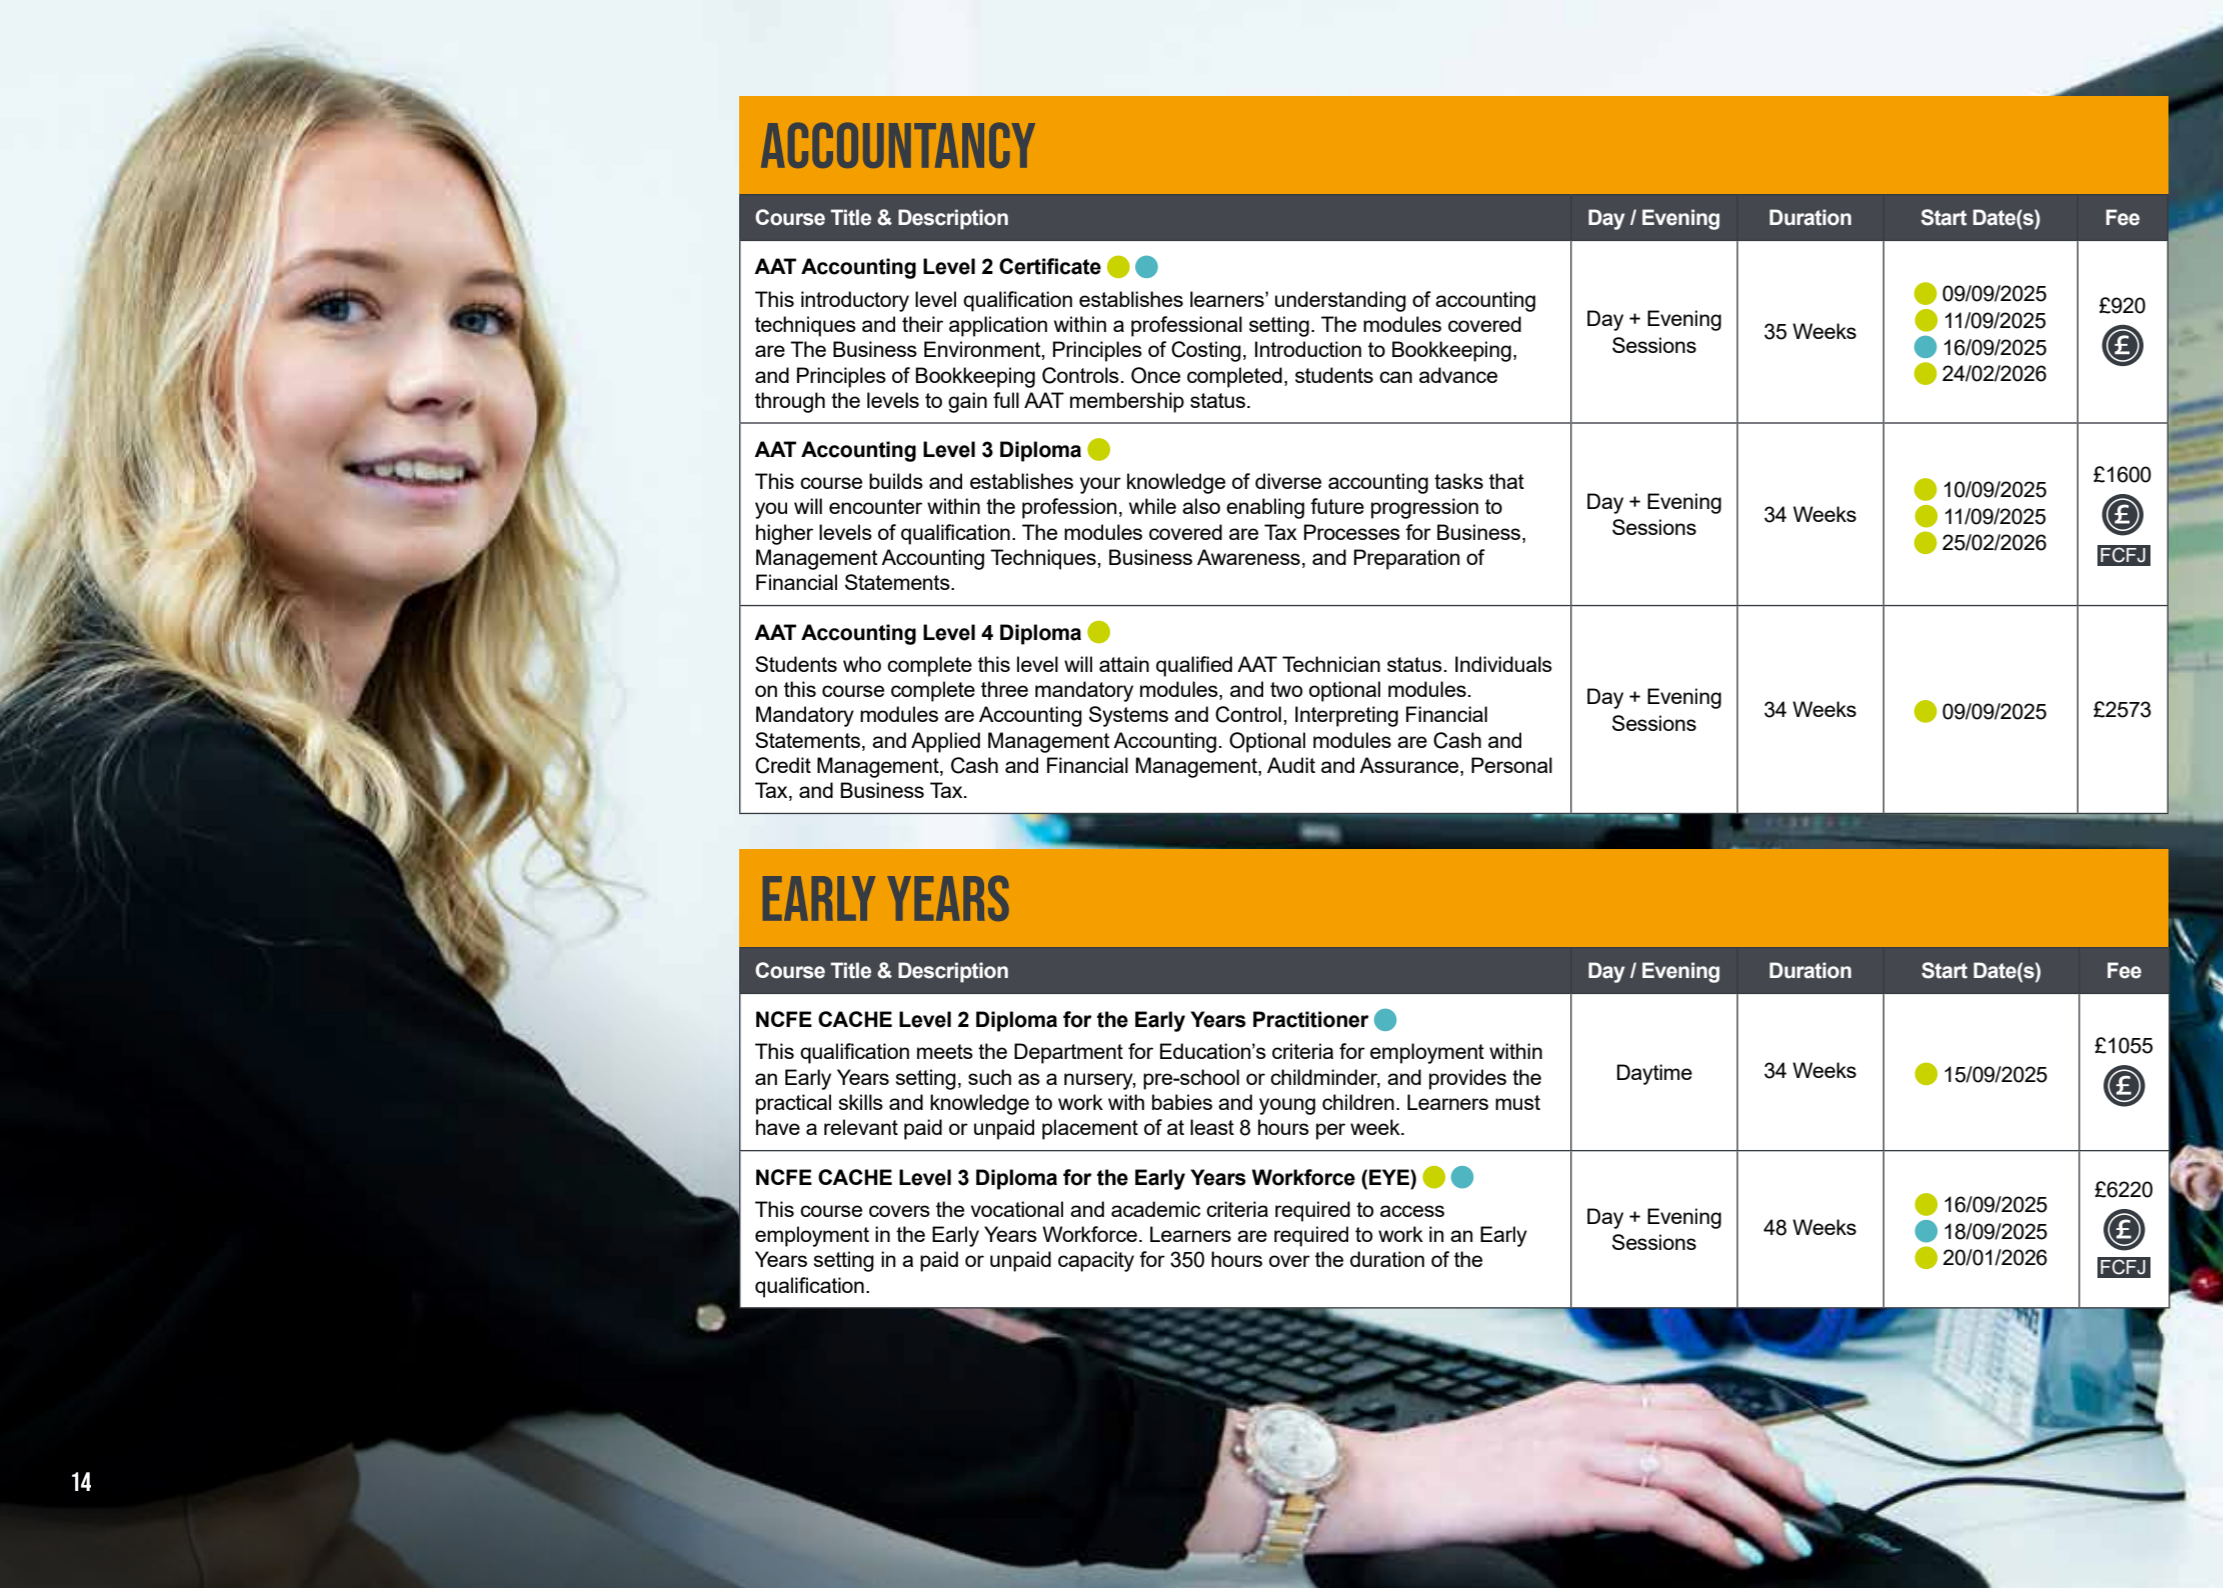 ACCOUNTANCY
Course Title & Description
Day / Evening
Duration
Start Date(s)
Fee
AAT Accounting Level 2 Certificate
This introductory level qualification establishes learners’ understanding of accounting
techniques and their application within a professional setting. The modules covered
are The Business Environment, Principles of Costing, Introduction to Bookkeeping,
and Principles of Bookkeeping Controls. Once completed, students can advance
through the levels to gain full AAT membership status.
Day + Evening
Sessions
35 Weeks
09/09/2025
11/09/2025
16/09/2025
24/02/2026
£920
£
AAT Accounting Level 3 Diploma
This course builds and establishes your knowledge of diverse accounting tasks that
you will encounter within the profession, while also enabling future progression to
higher levels of qualification. The modules covered are Tax Processes for Business,
Management Accounting Techniques, Business Awareness, and Preparation of
Financial Statements.
Day + Evening
Sessions
34 Weeks
10/09/2025
11/09/2025
25/02/2026
£1600
£
FCFJ
AAT Accounting Level 4 Diploma
Students who complete this level will attain qualified AAT Technician status. Individuals
on this course complete three mandatory modules, and two optional modules.
Mandatory modules are Accounting Systems and Control, Interpreting Financial
Statements, and Applied Management Accounting. Optional modules are Cash and
Credit Management, Cash and Financial Management, Audit and Assurance, Personal
Tax, and Business Tax.
Day + Evening
Sessions
34 Weeks
09/09/2025
£2573
EARLY YEARS
Course Title & Description
Day / Evening
Duration
Start Date(s)
Fee
NCFE CACHE Level 2 Diploma for the Early Years Practitioner
This qualification meets the Department for Education’s criteria for employment within
an Early Years setting, such as a nursery, pre-school or childminder, and provides the
practical skills and knowledge to work with babies and young children. Learners must
have a relevant paid or unpaid placement of at least 8 hours per week.
Daytime
34 Weeks
15/09/2025
£1055
£
NCFE CACHE Level 3 Diploma for the Early Years Workforce (EYE)
This course covers the vocational and academic criteria required to access
employment in the Early Years Workforce. Learners are required to work in an Early
Years setting in a paid or unpaid capacity for 350 hours over the duration of the
qualification.
Day + Evening
Sessions
48 Weeks
16/09/2025
18/09/2025
20/01/2026
£6220
£
FCFJ
14